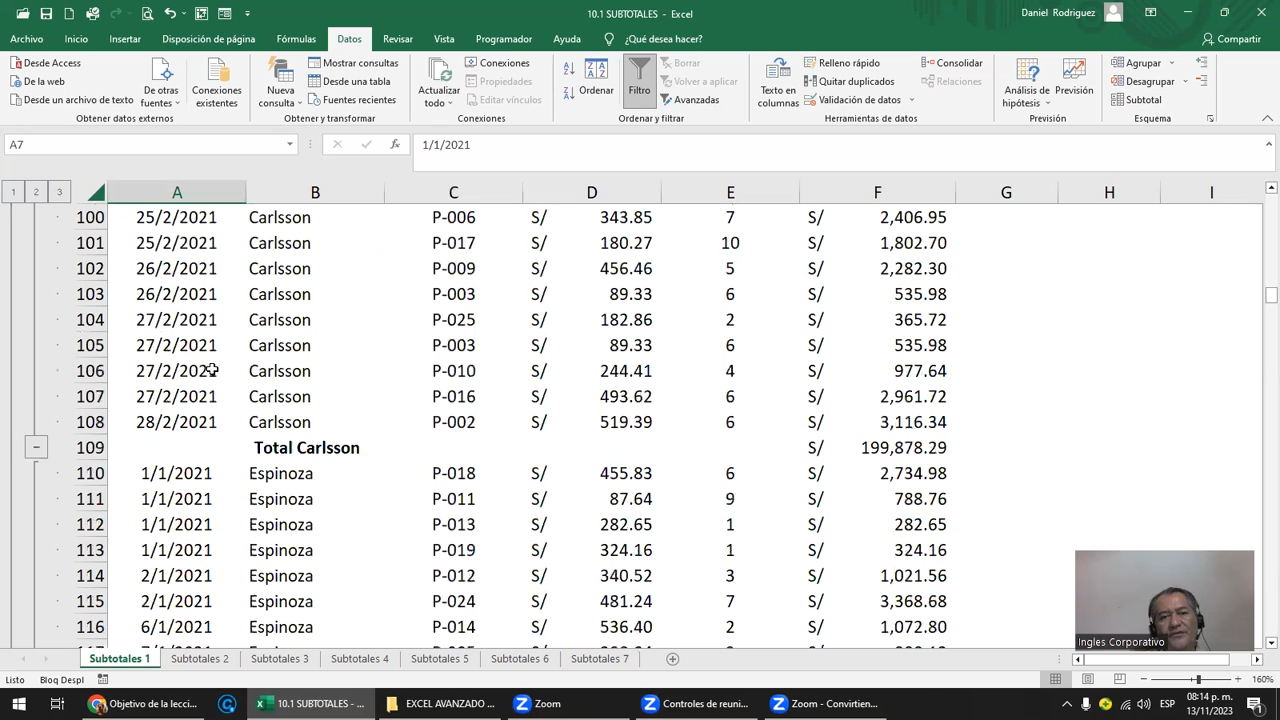 10.1 SUBTOTALES - Excel
Daniel Rodriguez
Archivo Inicio Insertar Disposición de página Fórmulas Datos Revisar Vista Programador Ayuda ¿Qué desea hacer? Compartir
Desde Access
De la web
Desde un archivo de texto
De otras fuentes
Conexiones existentes
Obtener datos externos
Nueva consulta
Mostrar consultas
Desde una tabla
Fuentes recientes
Obtener y transformar
Actualizar todo
Conexiones
Propiedades
Editar vínculos
Conexiones
Ordenar
Filtro
Borrar
Volver a aplicar
Avanzadas
Ordenar y filtrar
Texto en columnas
Relleno rápido
Quitar duplicados
Validación de datos
Consolidar
Relaciones
Herramientas de datos
Análisis de hipótesis
Previsión
Previsión
Agrupar
Desagrupar
Subtotal
Esquema
A7 fx 1/1/2021
1 2 3 A B C D E F G H I
100 25/2/2021 Carlsson P-006 S/ 343.85 7 S/ 2,406.95
101 25/2/2021 Carlsson P-017 S/ 180.27 10 S/ 1,802.70
102 26/2/2021 Carlsson P-009 S/ 456.46 5 S/ 2,282.30
103 26/2/2021 Carlsson P-003 S/ 89.33 6 S/ 535.98
104 27/2/2021 Carlsson P-025 S/ 182.86 2 S/ 365.72
105 27/2/2021 Carlsson P-003 S/ 89.33 6 S/ 535.98
106 27/2/2021 Carlsson P-010 S/ 244.41 4 S/ 977.64
107 27/2/2021 Carlsson P-016 S/ 493.62 6 S/ 2,961.72
108 28/2/2021 Carlsson P-002 S/ 519.39 6 S/ 3,116.34
109 Total Carlsson S/ 199,878.29
110 1/1/2021 Espinoza P-018 S/ 455.83 6 S/ 2,734.98
111 1/1/2021 Espinoza P-011 S/ 87.64 9 S/ 788.76
112 1/1/2021 Espinoza P-013 S/ 282.65 1 S/ 282.65
113 1/1/2021 Espinoza P-019 S/ 324.16 1 S/ 324.16
114 2/1/2021 Espinoza P-012 S/ 340.52 3 S/ 1,021.56
115 2/1/2021 Espinoza P-024 S/ 481.24 7 S/ 3,368.68
116 6/1/2021 Espinoza P-014 S/ 536.40 2 S/ 1,072.80
Ingles Corporativo
Subtotales 1 Subtotales 2 Subtotales 3 Subtotales 4 Subtotales 5 Subtotales 6 Subtotales 7
Listo Bloq Despl 160%
Objetivo de la lecci... 10.1 SUBTOTALES - ... EXCEL AVANZADO ... Zoom Controles de reuni... Zoom - Convirtien... ESP 08:14 p. m.
13/11/2023